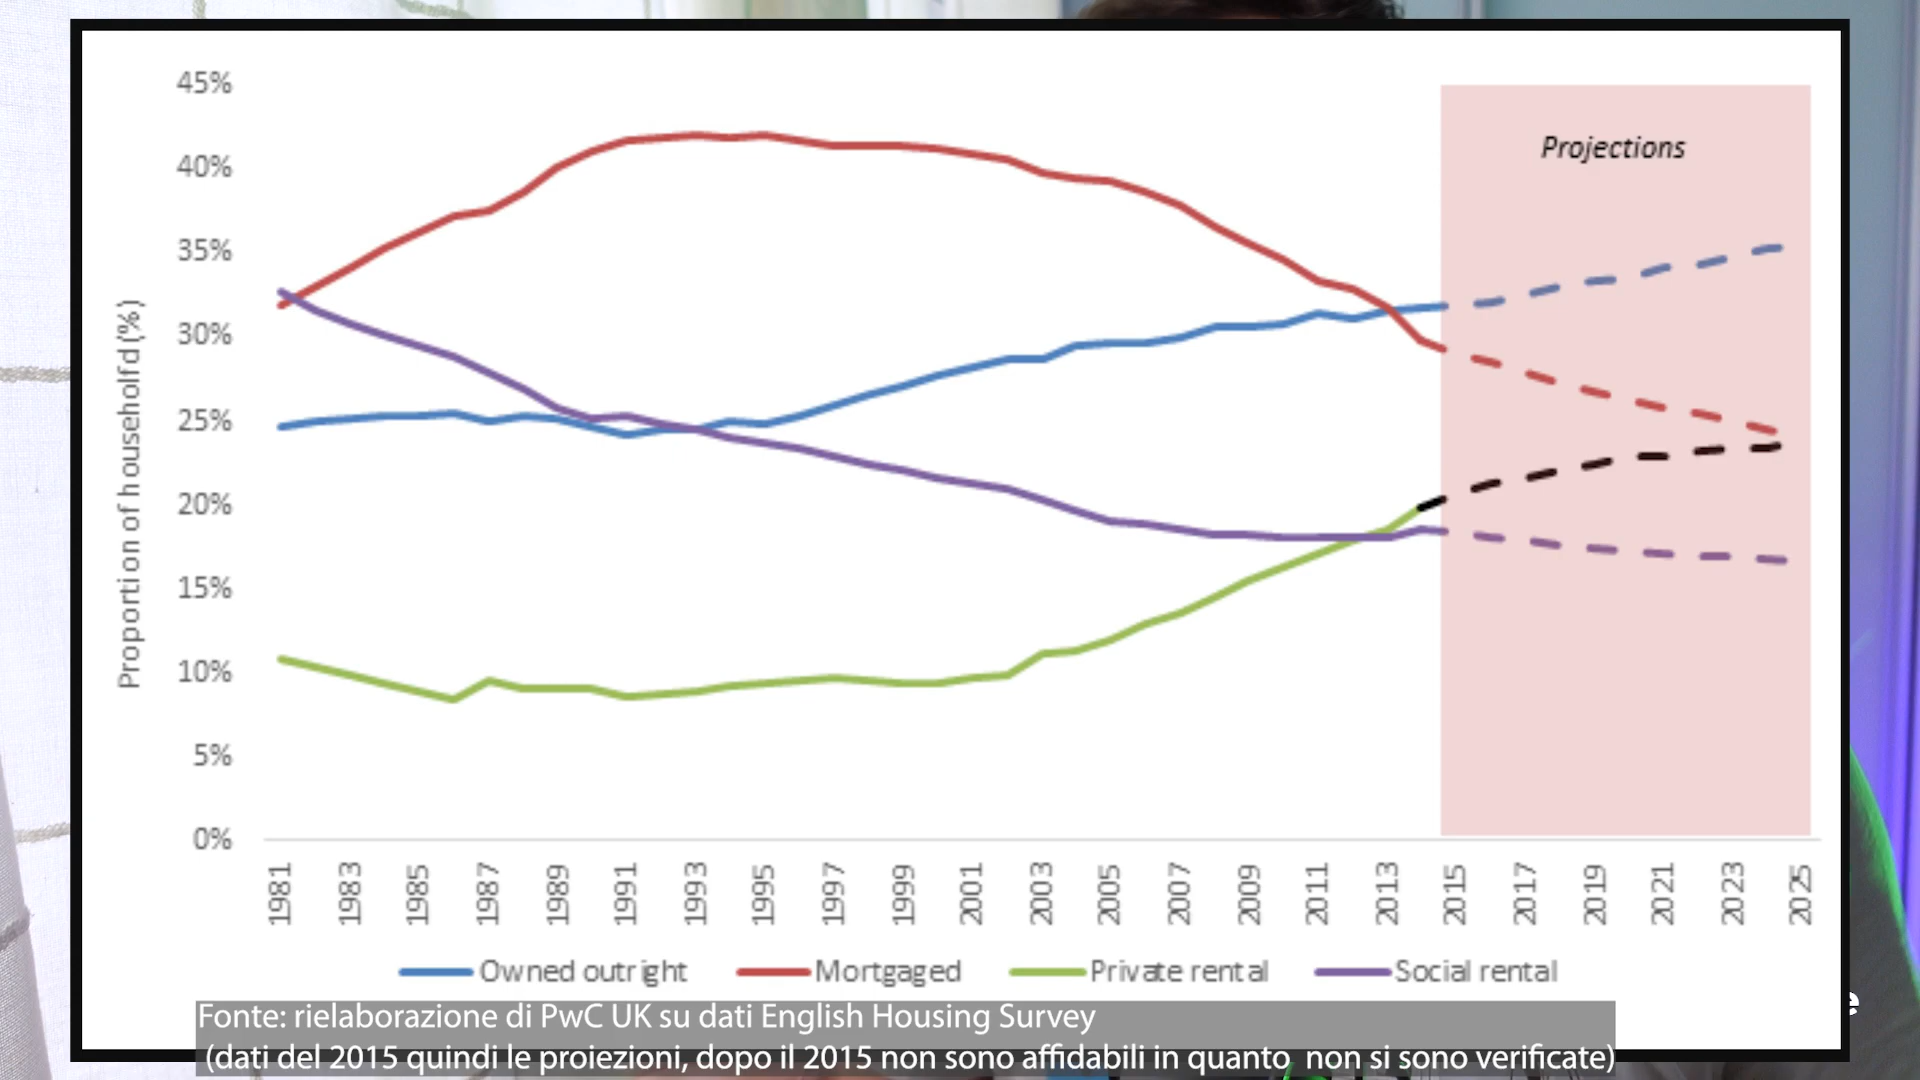 45%
40%
35%
30%
25%
20%
15%
10%
5%
0%
Proportion of householfd (%)
Projections
1981 1983 1985 1987 1989 1991 1993 1995 1997 1999 2001 2003 2005 2007 2009 2011 2013 2015 2017 2019 2021 2023 2025
Owned outright Mortgaged Private rental Social rental
Fonte: rielaborazione di PwC UK su dati English Housing Survey
(dati del 2015 quindi le proiezioni, dopo il 2015 non sono affidabili in quanto non si sono verificate)